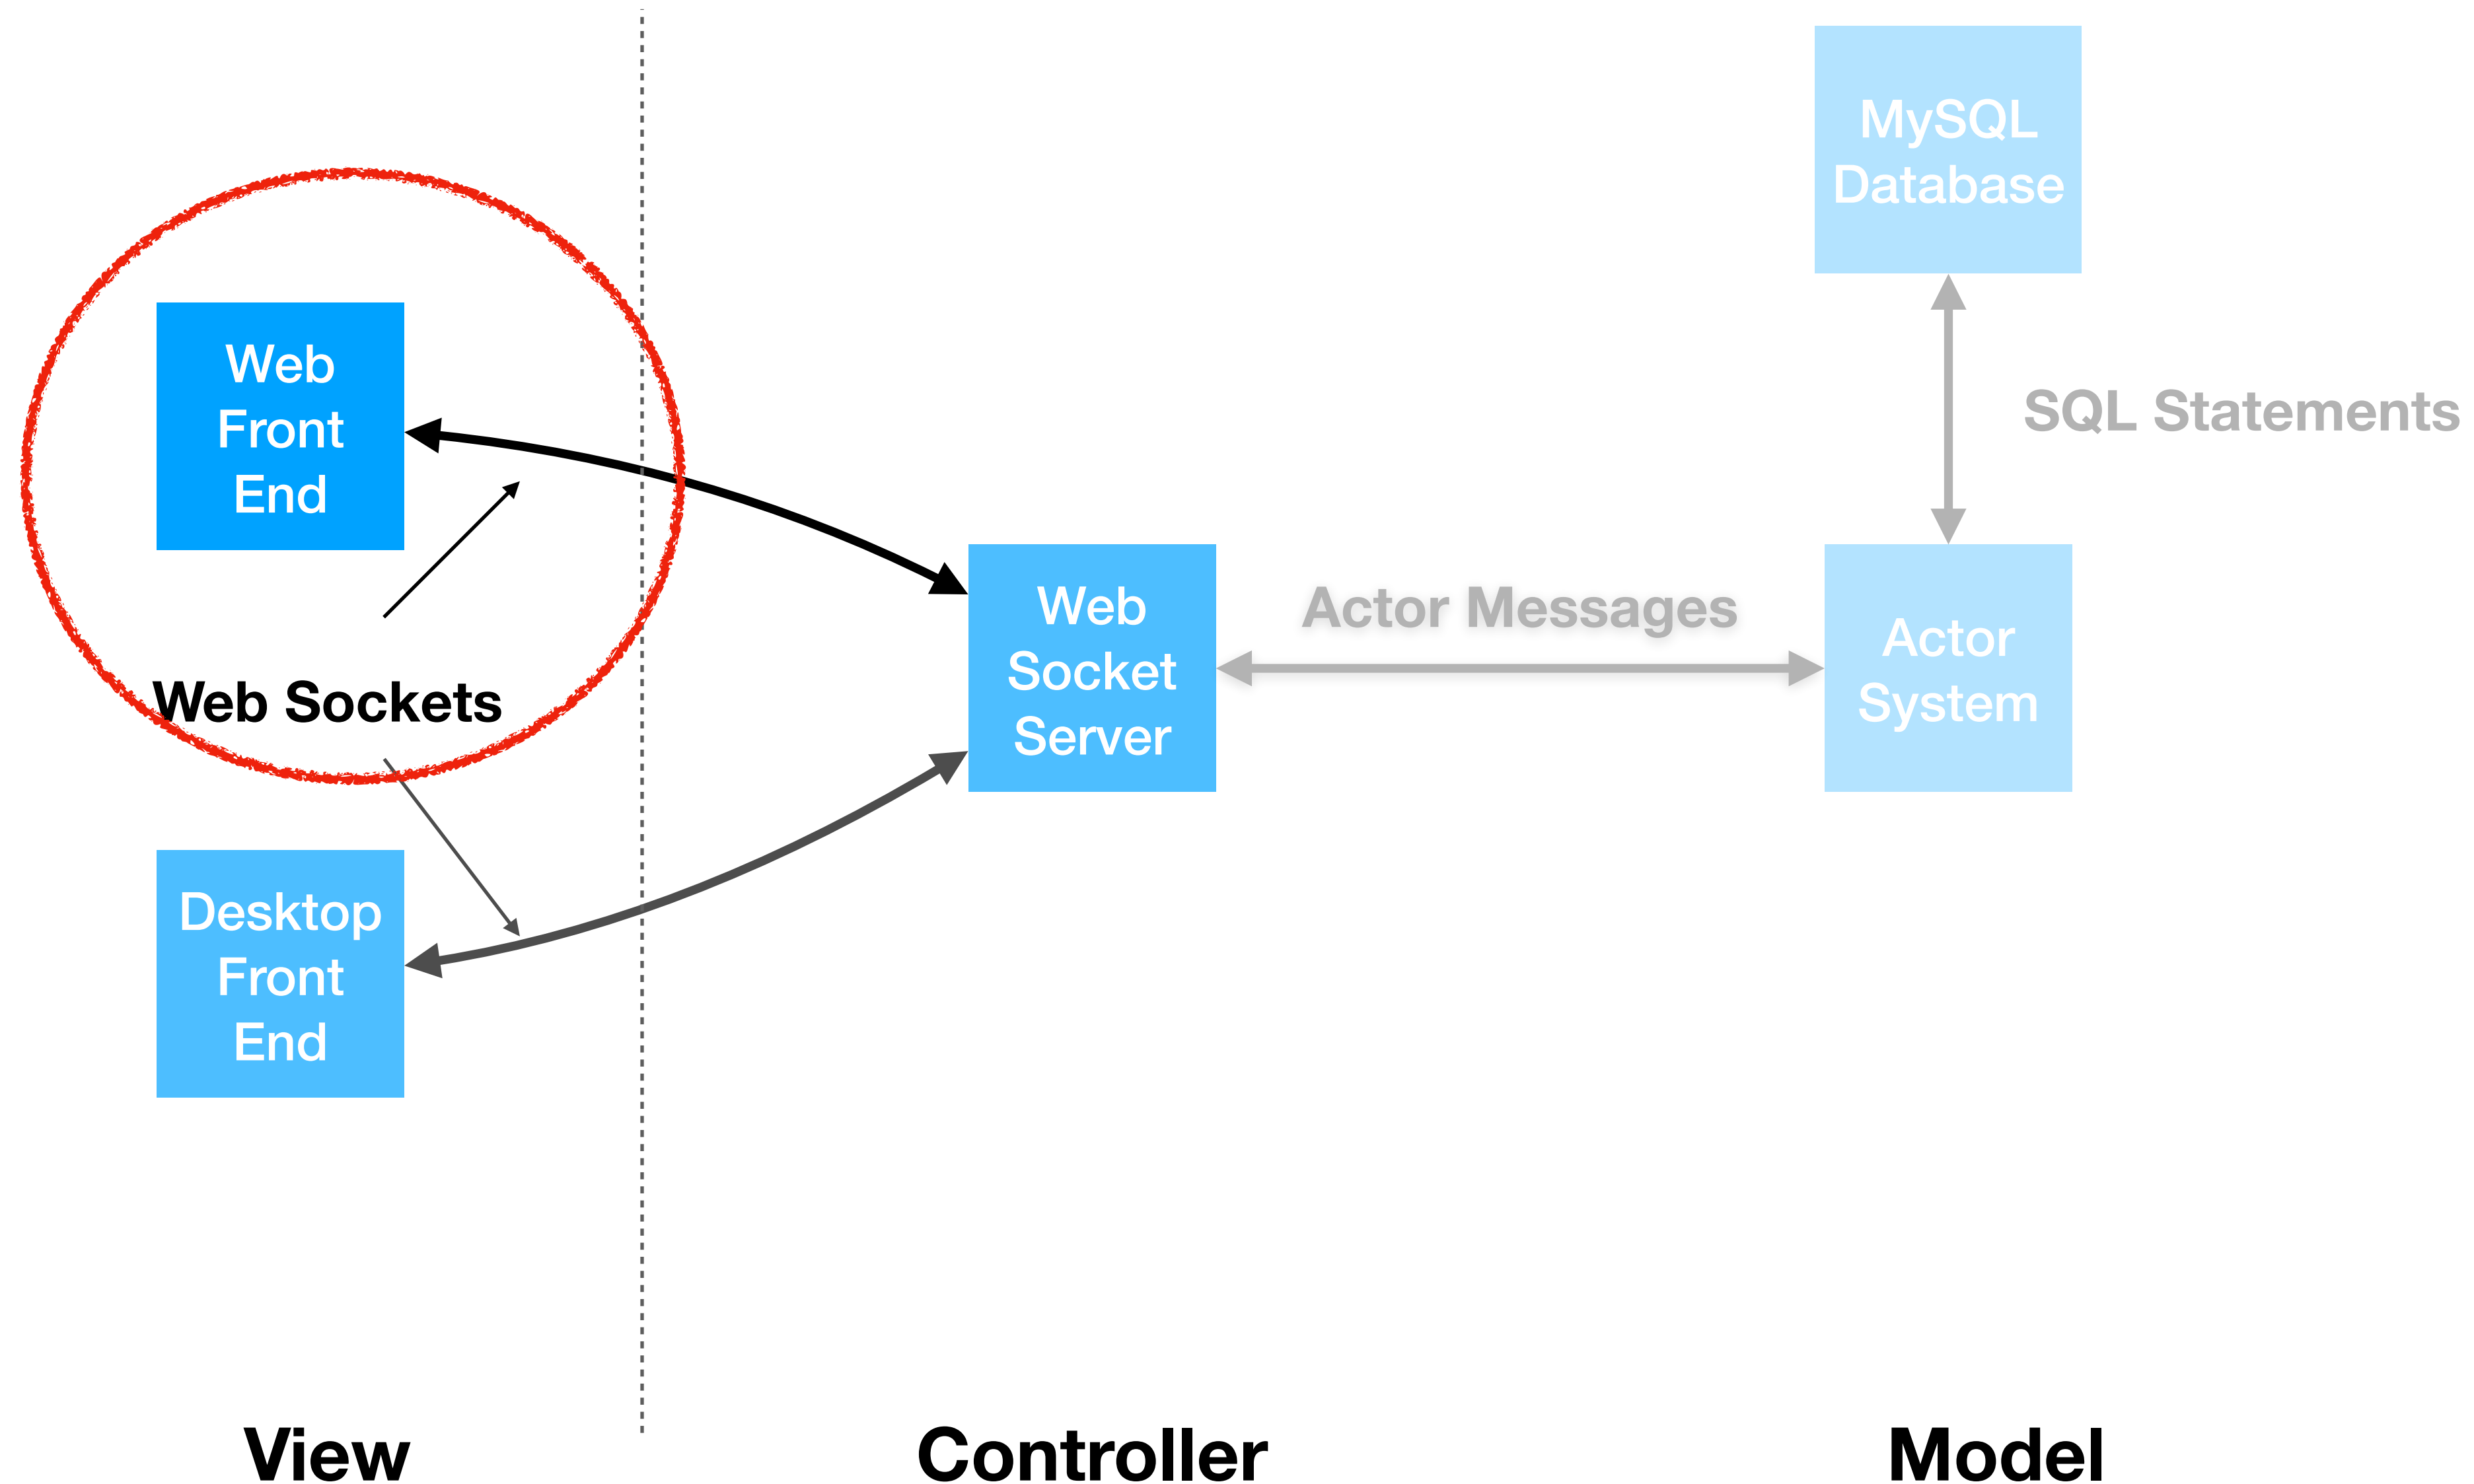 MySQL
Database
Web
Front
End
SQL Statements
Web
Socket
Server
Actor Messages
Actor
System
Web Sockets
Desktop
Front
End
View
Controller
Model